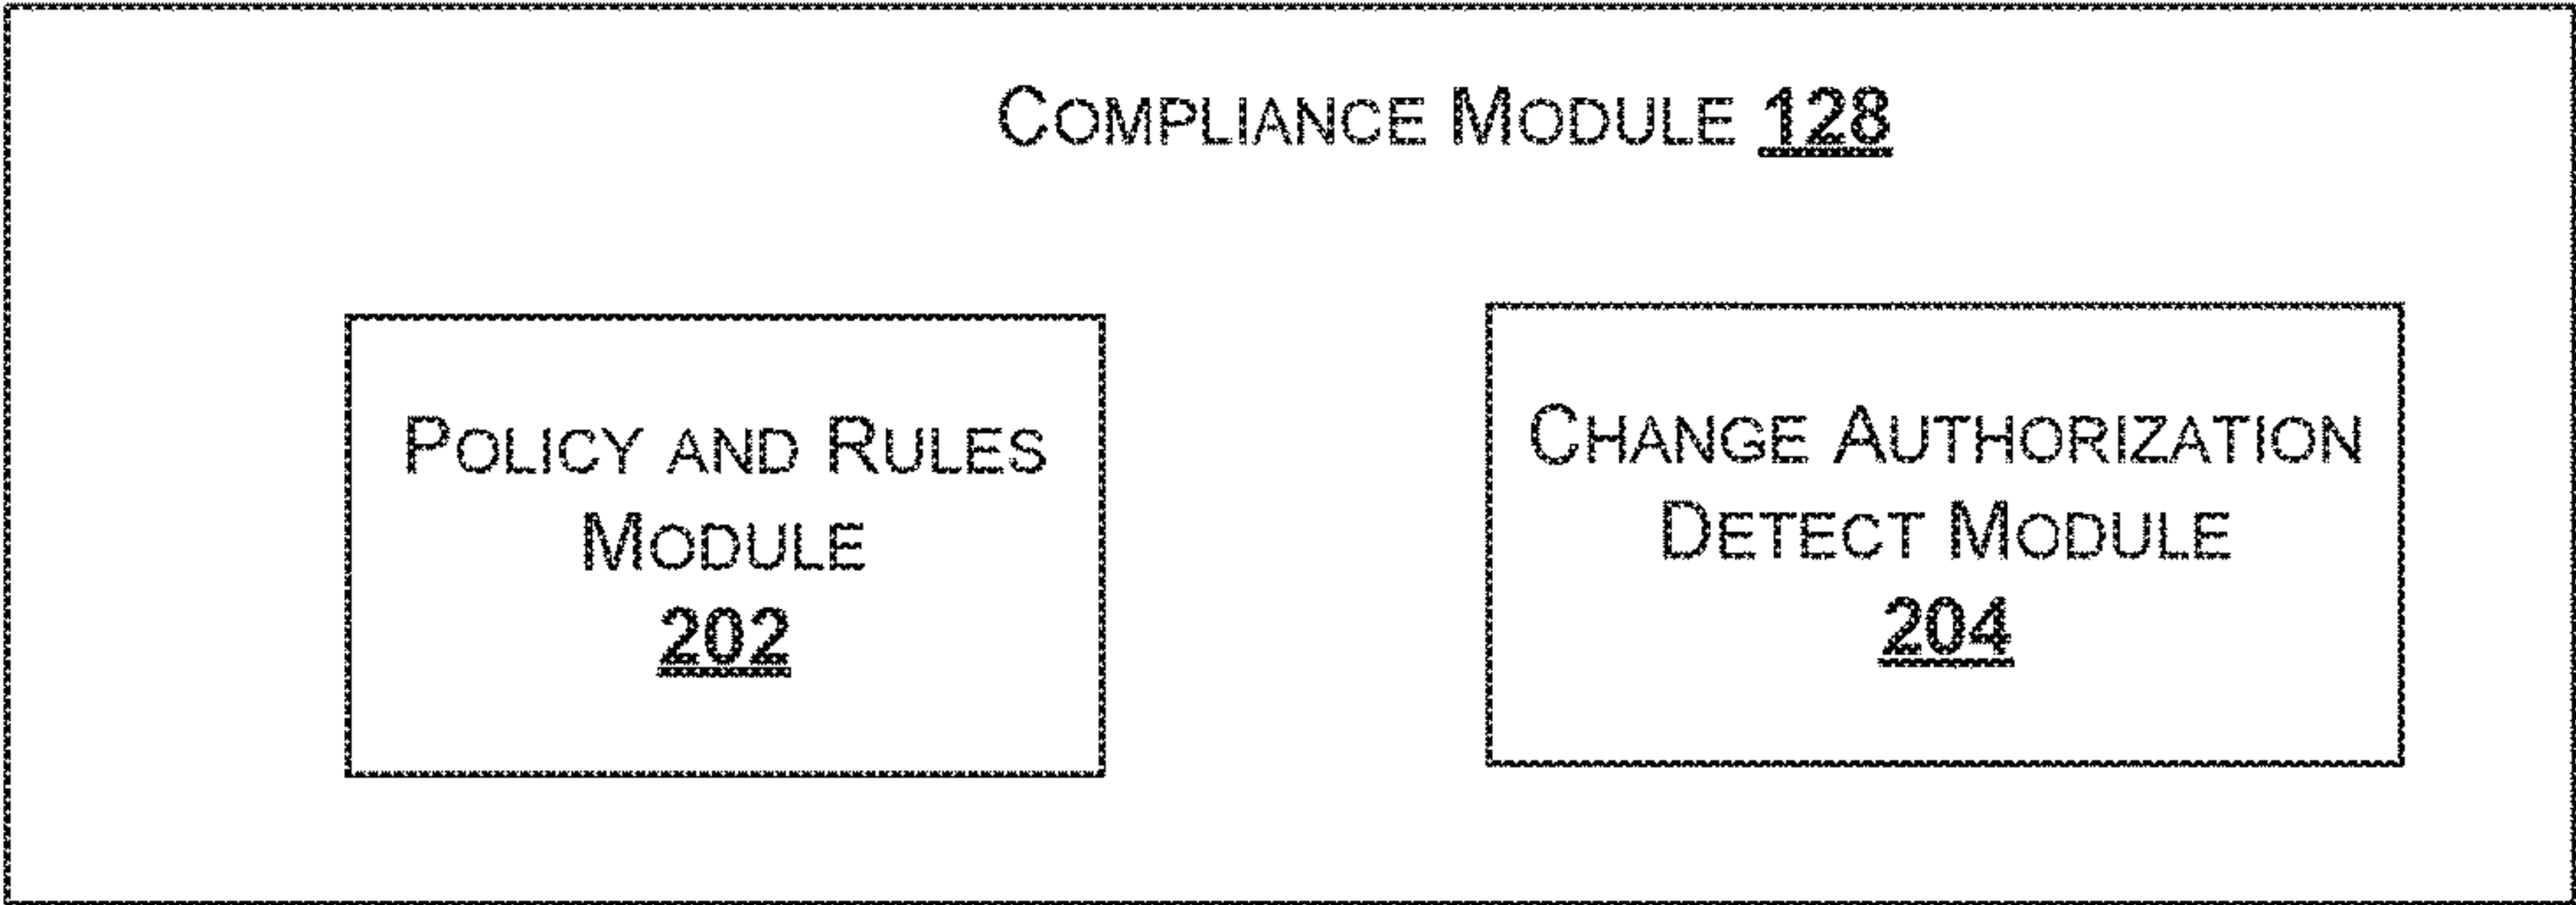 COMPLIANCE MODULE 128
POLICY AND RULES
MODULE
202
CHANGE AUTHORIZATION
DETECT MODULE
204